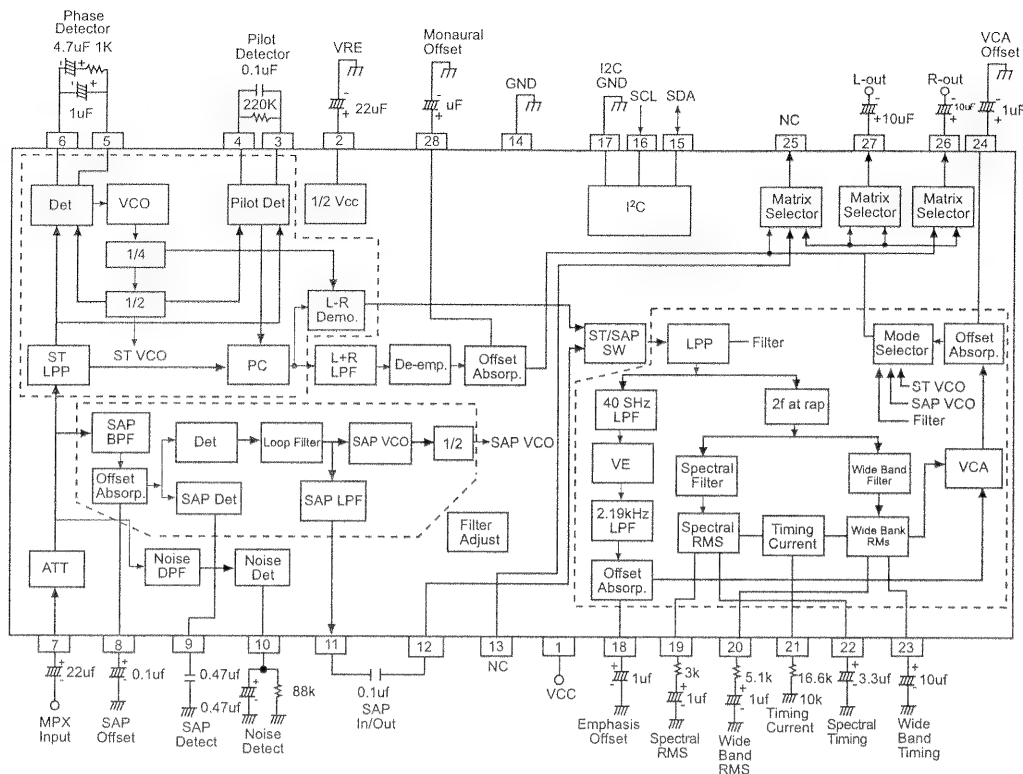 Phase
Detector
4.7uF 1K
1uF
Pilot
Detector
0.1uF
220K
VRE
22uF
Monaural
Offset
uF
GND
I2C
GND
SCL
SDA
NC
L-out
10uF
R-out
10uF
VCA
Offset
1uF
6
5
4
3
2
28
14
17
16
15
25
27
26
24
Det
VCO
Pilot Det
1/2 Vcc
I²C
Matrix
Selector
Matrix
Selector
Matrix
Selector
1/4
1/2
L-R
Demo.
ST VCO
ST
LPP
PC
L+R
LPF
De-emp.
Offset
Absorp.
ST/SAP
SW
LPP
Filter
Mode
Selector
Offset
Absorp.
ST VCO
SAP VCO
Filter
40 SHz
LPF
2f at rap
SAP
BPF
Det
Loop Filter
SAP VCO
1/2
SAP VCO
Offset
Absorp.
SAP Det
SAP LPF
VE
Spectral
Filter
Wide Band
Filter
VCA
2.19kHz
LPF
Spectral
RMS
Timing
Current
Wide Bank
RMs
Filter
Adjust
ATT
Noise
DPF
Noise
Det
Offset
Absorp.
7
8
9
10
11
12
13
NC
1
18
19
20
21
22
23
22uf
MPX
Input
0.1uf
SAP
Offset
0.47uf
0.47uf
SAP
Detect
88k
Noise
Detect
0.1uf
SAP
In/Out
VCC
1uf
Emphasis
Offset
3k
1uf
Spectral
RMS
5.1k
1uf
Wide
Band
RMS
16.6k
10k
Timing
Current
3.3uf
Spectral
Timing
10uf
Wide
Band
Timing